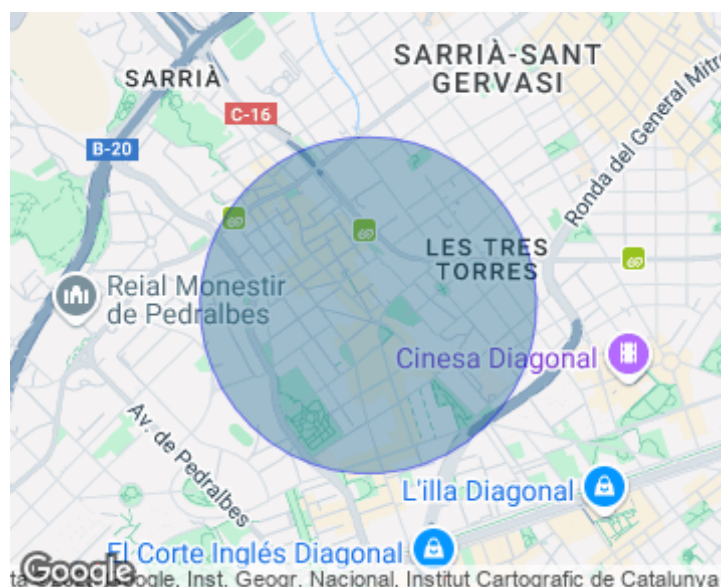 SARRIÀ-SANT
GERVASI
SARRIÀ
C-16
B-20
Ronda del General Mitre
LES TRES
TORRES
Reial Monestir
de Pedralbes
Cinesa Diagonal
Av. de Pedralbes
L'illa Diagonal
El Corte Inglés Diagonal
Google
Google, Inst. Geogr. Nacional, Institut Cartografic de Catalunya